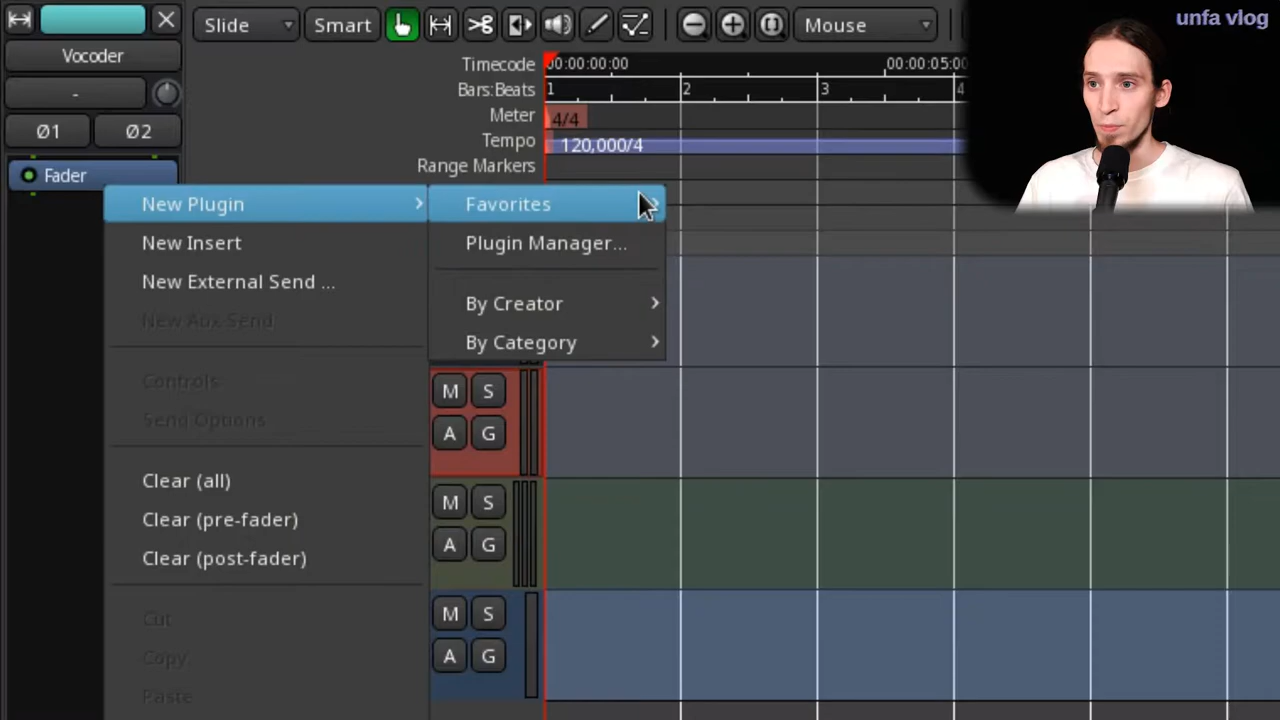 unfa vlog
Slide
Smart
Mouse
Vocoder
-
Ø1
Ø2
Fader
Timecode
00:00:00:00
00:00:05:00
Bars:Beats
1
2
3
4
Meter
4/4
Tempo
120,000/4
Range Markers
New Plugin
New Insert
New External Send ...
New Aux Send
Controls
Send Options
Clear (all)
Clear (pre-fader)
Clear (post-fader)
Cut
Copy
Paste
Favorites
Plugin Manager...
By Creator
By Category
M S
A G
M S
A G
M S
A G